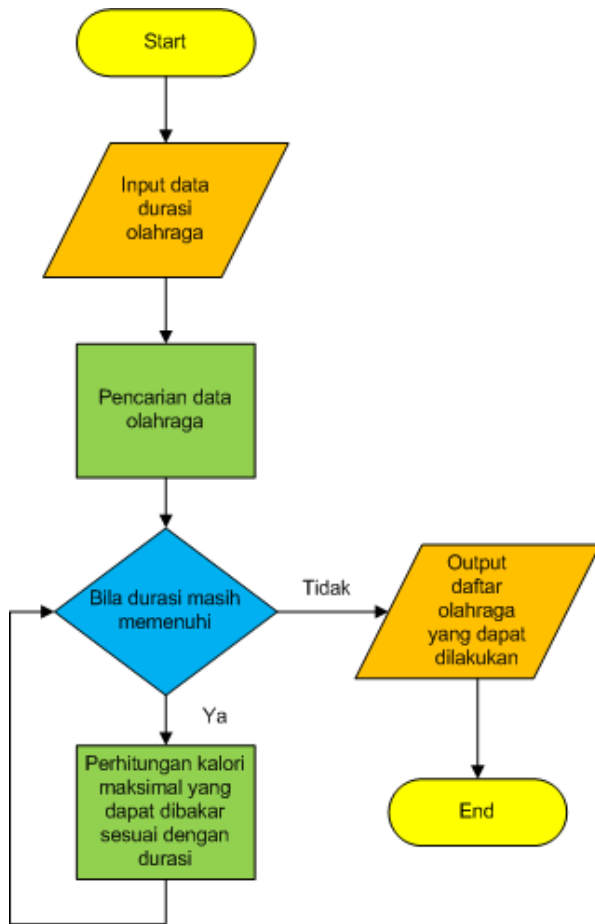 Start
Input data
durasi
olahraga
Pencarian data
olahraga
Bila durasi masih
memenuhi
Tidak
Output
daftar
olahraga
yang dapat
dilakukan
Ya
Perhitungan kalori
maksimal yang
dapat dibakar
sesuai dengan
durasi
End